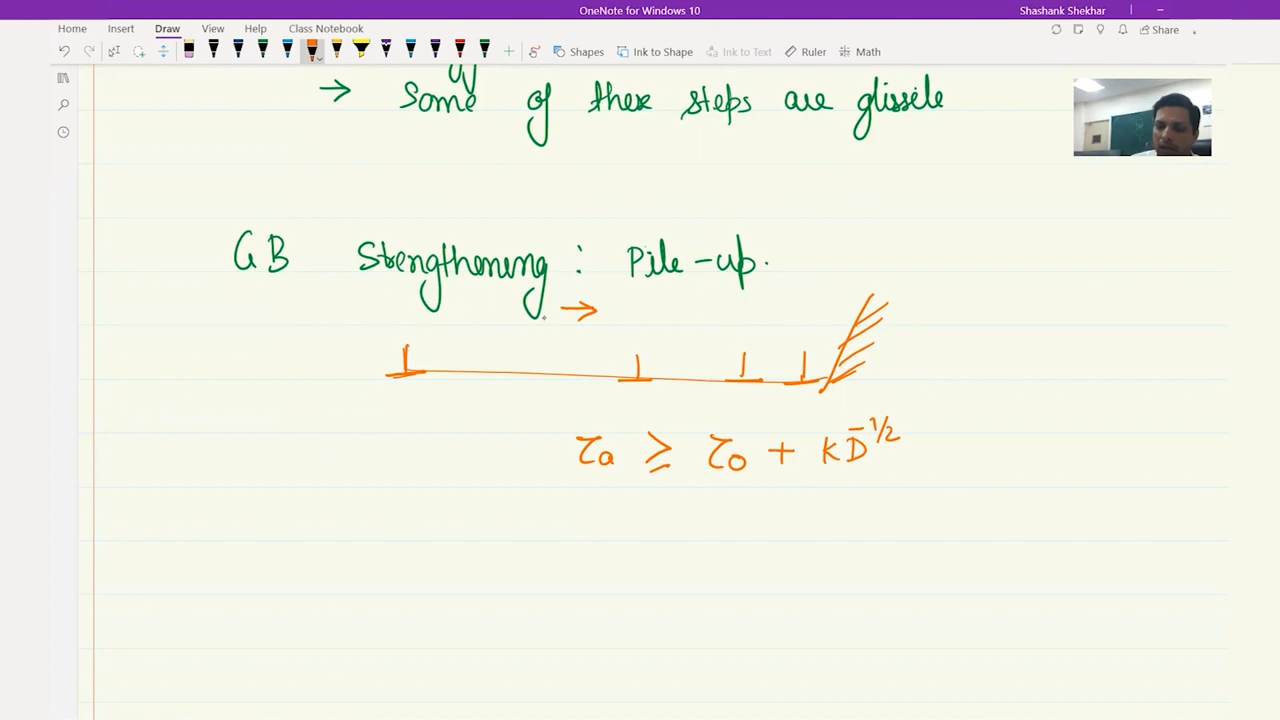 OneNote for Windows 10
Shashank Shekhar
Home Insert Draw View Help Class Notebook
Share
Shapes Ink to Shape Ink to Text Ruler Math
→ Some of these steps are glissile
GB Strengthening : Pile-up.
τa ≥ τo + kD^-1/2